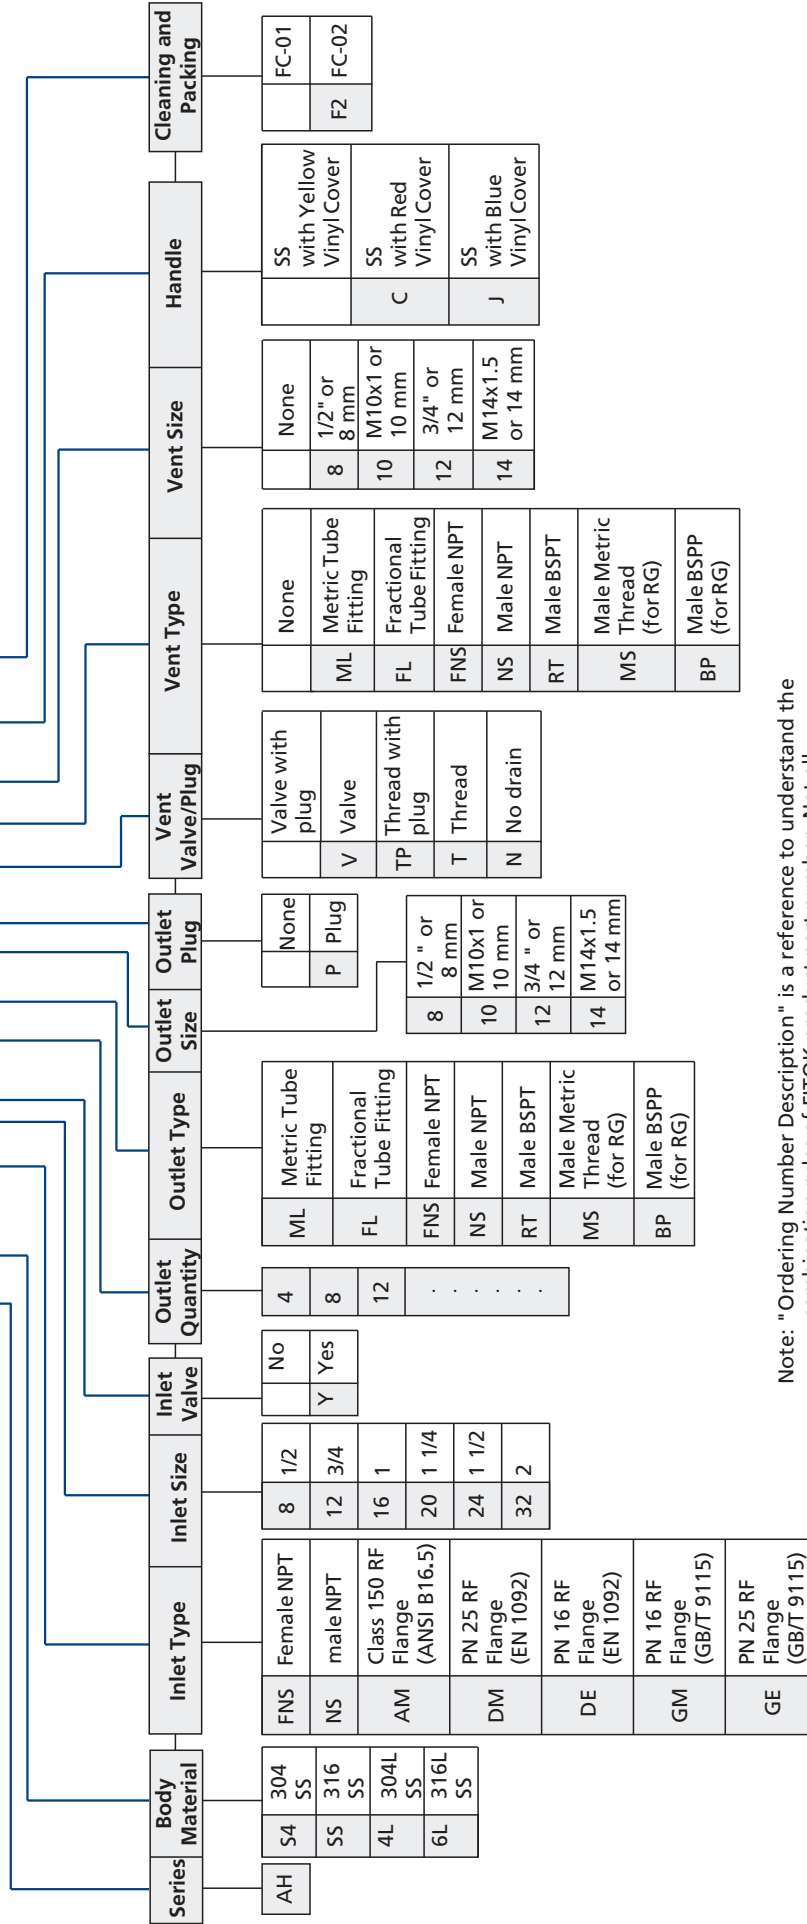 Series
AH
Body
Material
S4
304
SS
SS
316
SS
4L
304L
SS
6L
316L
SS
Inlet Type
FNS
Female NPT
NS
male NPT
AM
Class 150 RF
Flange
(ANSI B16.5)
DM
PN 25 RF
Flange
(EN 1092)
DE
PN 16 RF
Flange
(EN 1092)
GM
PN 16 RF
Flange
(GB/T 9115)
GE
PN 25 RF
Flange
(GB/T 9115)
Inlet Size
8
1/2
12
3/4
16
1
20
1 1/4
24
1 1/2
32
2
Inlet
Valve
No
Y
Yes
Outlet
Quantity
4
8
12
. . . . . .
Outlet Type
ML
Metric Tube
Fitting
FL
Fractional
Tube Fitting
FNS
Female NPT
NS
Male NPT
RT
Male BSPT
MS
Male Metric
Thread
(for RG)
BP
Male BSPP
(for RG)
Outlet
Size
8
1/2 " or
8 mm
10
M10x1 or
10 mm
12
3/4 " or
12 mm
14
M14x1.5
or 14 mm
Outlet
Plug
None
P
Plug
Vent
Valve/Plug
Valve with
plug
V
Valve
TP
Thread with
plug
T
Thread
N
No drain
Vent Type
None
ML
Metric Tube
Fitting
FL
Fractional
Tube Fitting
FNS
Female NPT
NS
Male NPT
RT
Male BSPT
MS
Male Metric
Thread
(for RG)
BP
Male BSPP
(for RG)
Vent Size
None
8
1/2" or
8 mm
10
M10x1 or
10 mm
12
3/4" or
12 mm
14
M14x1.5
or 14 mm
Handle
SS
with Yellow
Vinyl Cover
C
SS
with Red
Vinyl Cover
J
SS
with Blue
Vinyl Cover
Cleaning and
Packing
FC-01
F2
FC-02
Note: "Ordering Number Description" is a reference to understand the